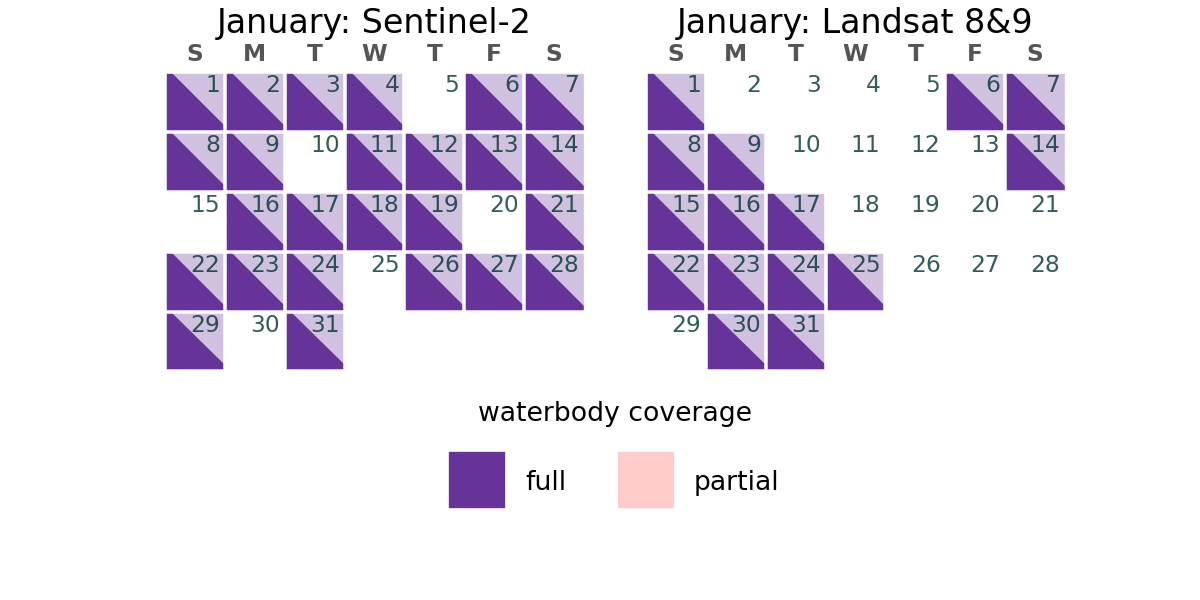 January: Sentinel-2
S M T W T F S
1 2 3 4 5 6 7
8 9 10 11 12 13 14
15 16 17 18 19 20 21
22 23 24 25 26 27 28
29 30 31
January: Landsat 8&9
S M T W T F S
1 2 3 4 5 6 7
8 9 10 11 12 13 14
15 16 17 18 19 20 21
22 23 24 25 26 27 28
29 30 31
waterbody coverage
full partial